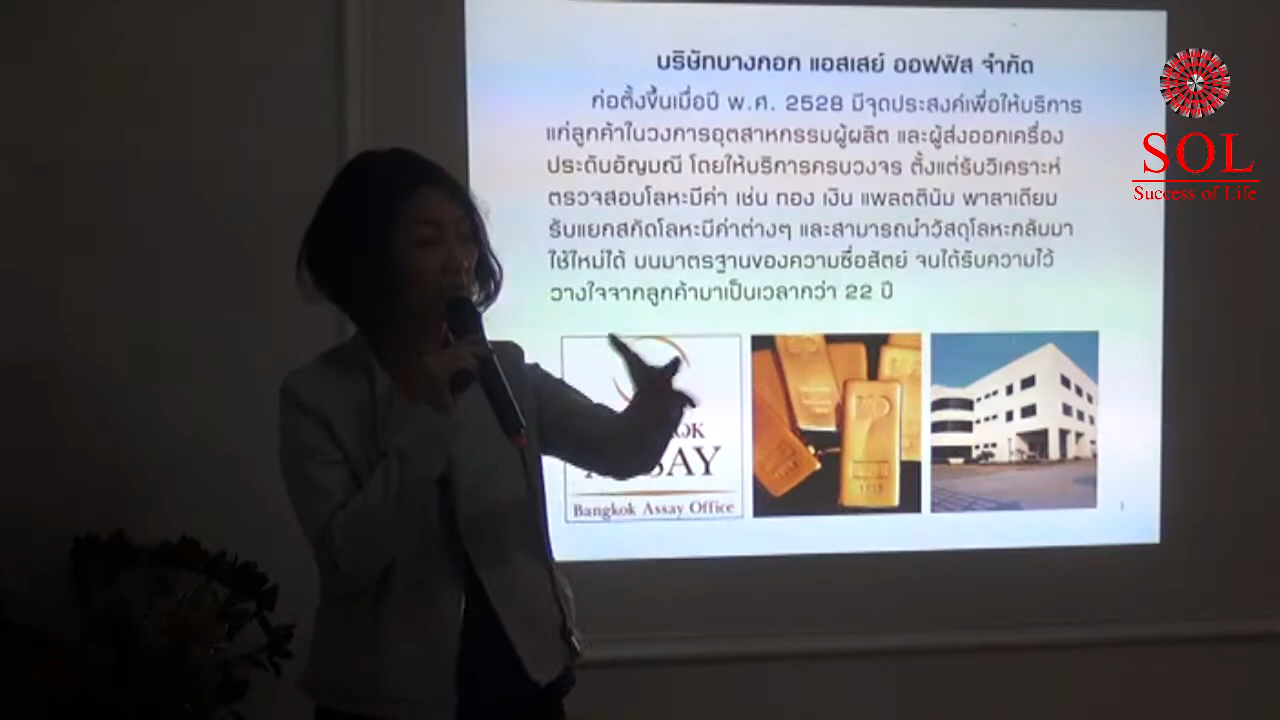 บริษัทบางกอก แอสเสย์ ออฟฟิส จำกัด
ก่อตั้งขึ้นเมื่อปี พ.ศ. 2528 มีจุดประสงค์เพื่อให้บริการ
แก่ลูกค้าในวงการอุตสาหกรรมผู้ผลิต และผู้ส่งออกเครื่อง
ประดับอัญมณี โดยให้บริการครบวงจร ตั้งแต่รับวิเคราะห์
ตรวจสอบโลหะมีค่า เช่น ทอง เงิน แพลตตินัม พาลาเดียม
รับแยกสกัดโลหะมีค่าต่างๆ และสามารถนำวัสดุโลหะกลับมา
ใช้ใหม่ได้ บนมาตรฐานของความซื่อสัตย์ จนได้รับความไว้
วางใจจากลูกค้ามาเป็นเวลากว่า 22 ปี
SOL
Success of Life
Bangkok Assay Office